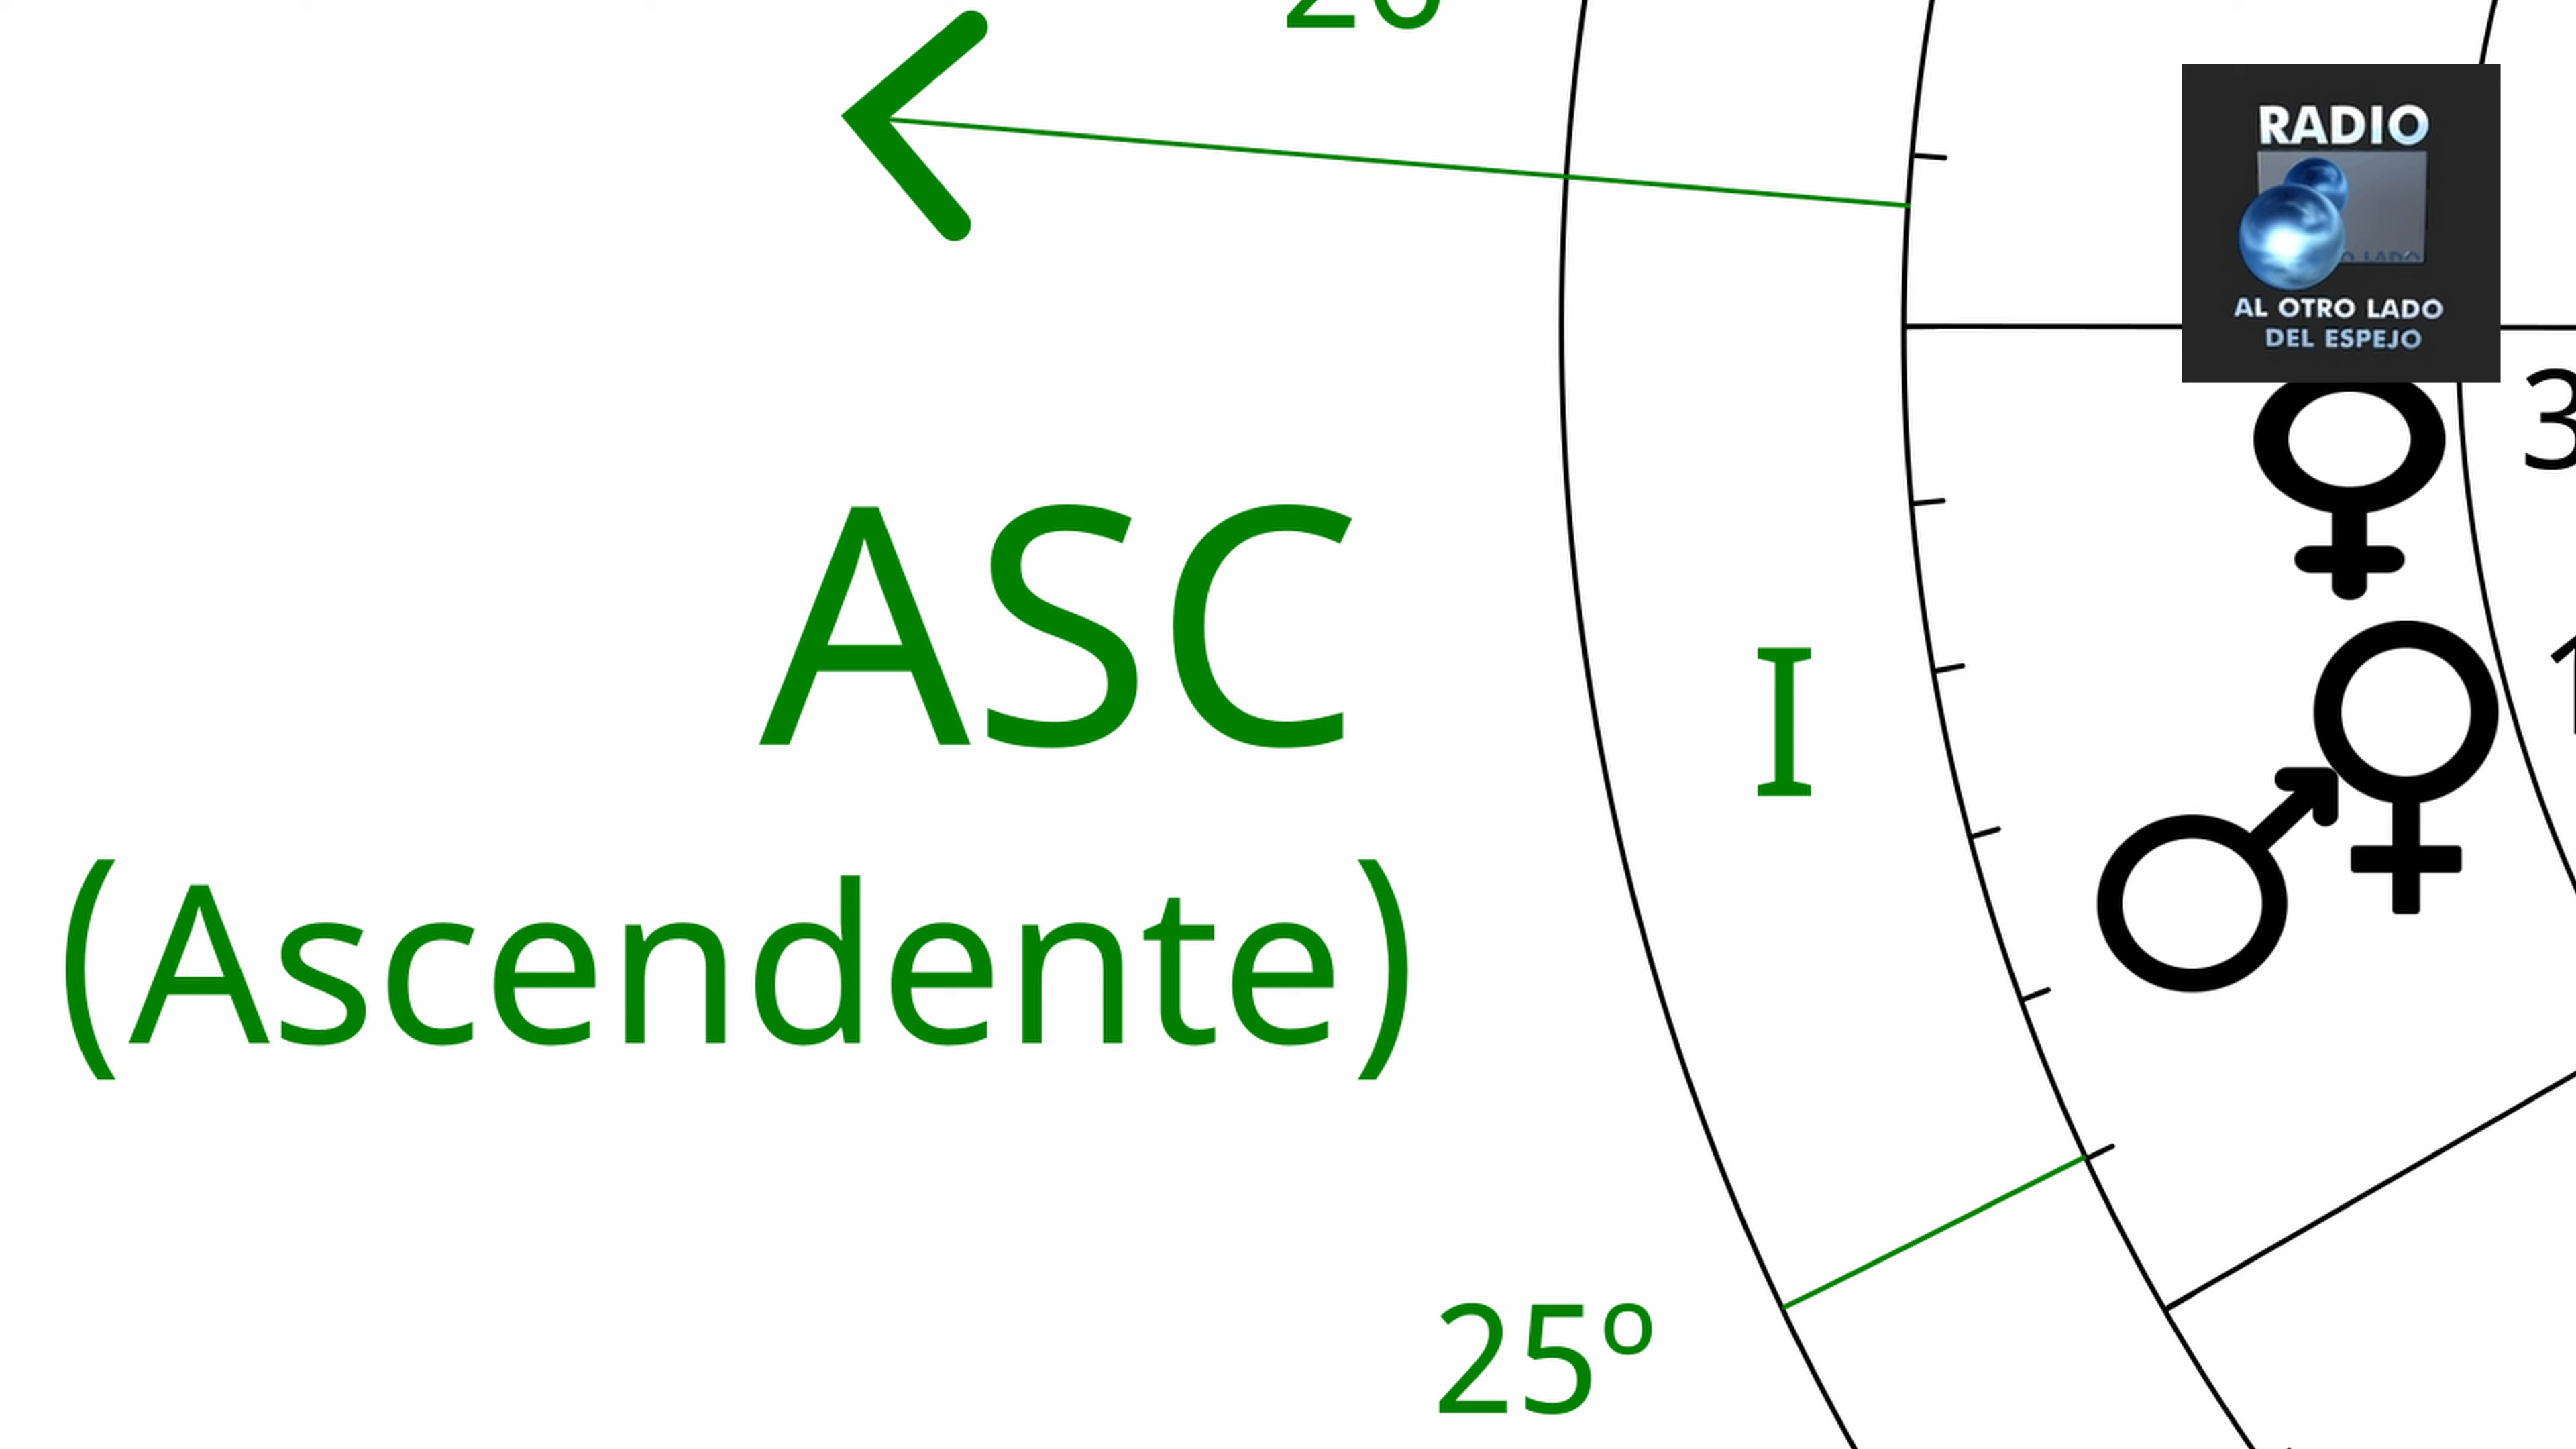 RADIO
AL OTRO LADO
DEL ESPEJO
ASC
I
(Ascendente)
25º